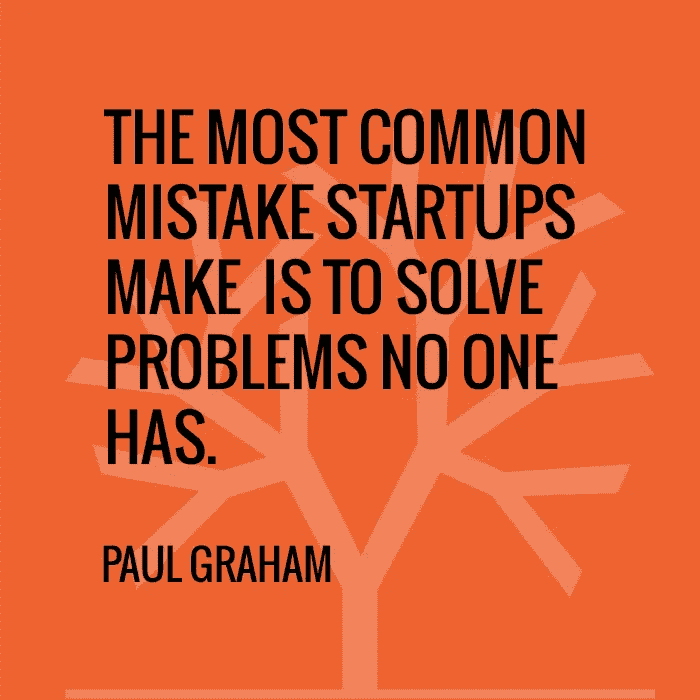 THE MOST COMMON
MISTAKE STARTUPS
MAKE IS TO SOLVE
PROBLEMS NO ONE
HAS.
PAUL GRAHAM